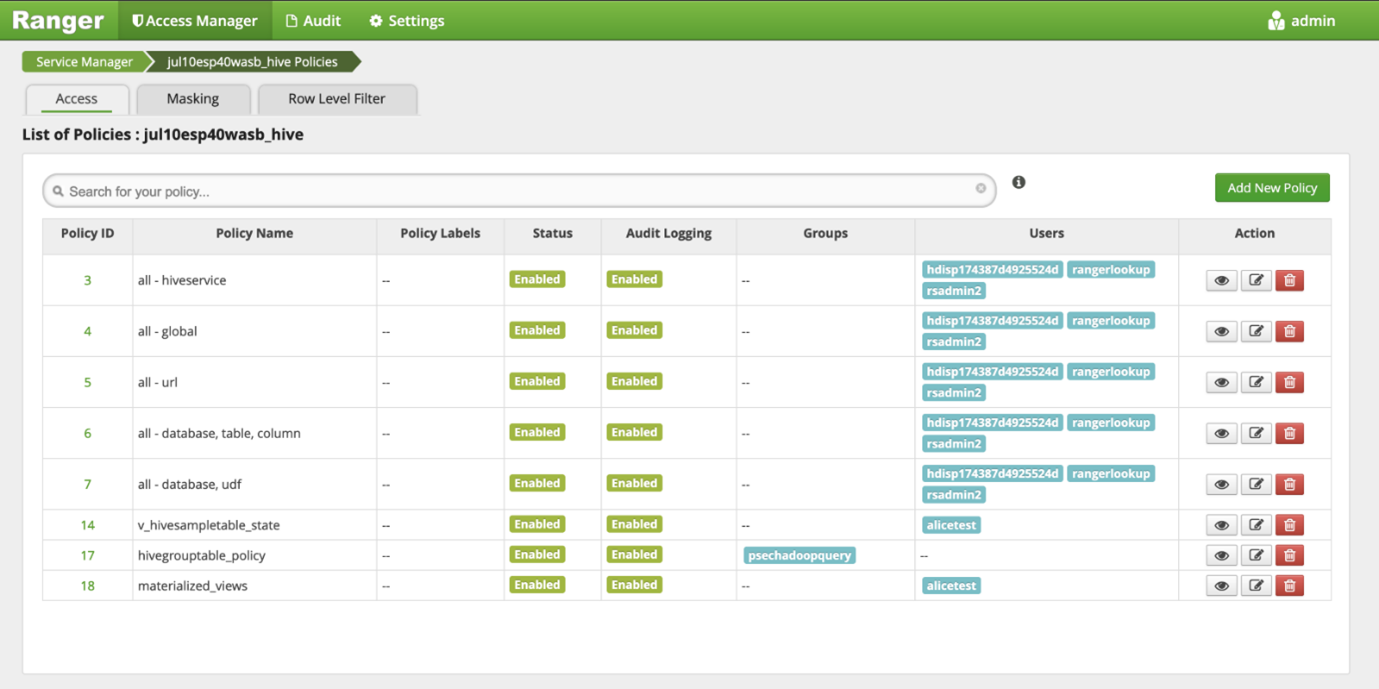 Ranger Access Manager Audit Settings admin
Service Manager jul10esp40wasb_hive Policies
Access Masking Row Level Filter
List of Policies : jul10esp40wasb_hive
Search for your policy...
Add New Policy
Policy ID Policy Name Policy Labels Status Audit Logging Groups Users Action
3 all - hiveservice -- Enabled Enabled -- hdisp174387d4925524d rangerlookup
rsadmin2
4 all - global -- Enabled Enabled -- hdisp174387d4925524d rangerlookup
rsadmin2
5 all - url -- Enabled Enabled -- hdisp174387d4925524d rangerlookup
rsadmin2
6 all - database, table, column -- Enabled Enabled -- hdisp174387d4925524d rangerlookup
rsadmin2
7 all - database, udf -- Enabled Enabled -- hdisp174387d4925524d rangerlookup
rsadmin2
14 v_hivesampletable_state -- Enabled Enabled -- alicetest
17 hivegrouptable_policy -- Enabled Enabled psechadoopquery --
18 materialized_views -- Enabled Enabled -- alicetest